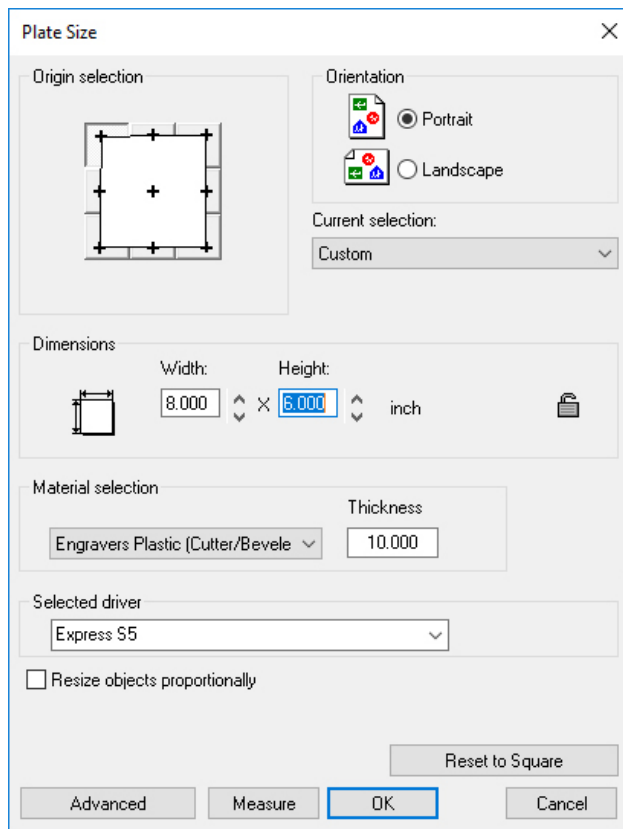 Plate Size
Origin selection
Orientation
Portrait
Landscape
Current selection:
Custom
Dimensions
Width:
Height:
8.000
X
6.000
inch
Material selection
Thickness
Engravers Plastic (Cutter/Bevele
10.000
Selected driver
Express S5
Resize objects proportionally
Reset to Square
Advanced
Measure
OK
Cancel